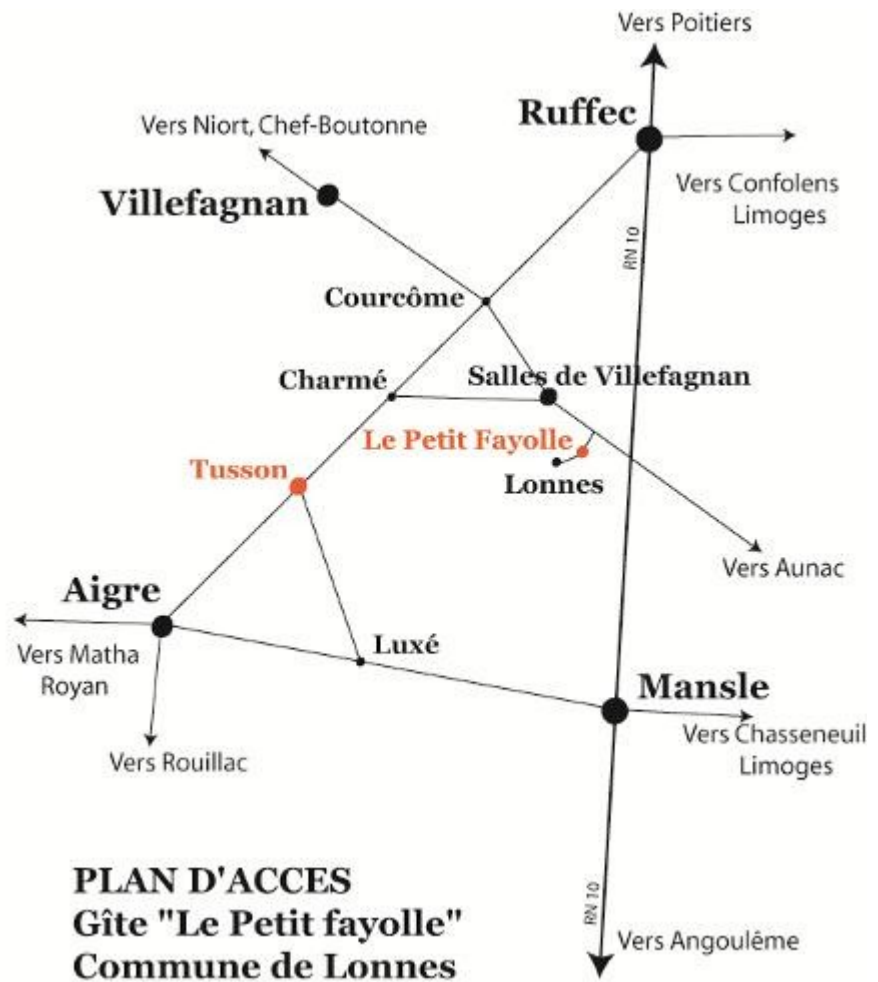 Vers Poitiers
Ruffec
Vers Niort, Chef-Boutonne
Vers Confolens
Limoges
Villefagnan
RN 10
Courcôme
Charmé
Salles de Villefagnan
Le Petit Fayolle
Tusson
Lonnes
Vers Aunac
Aigre
Luxé
Vers Matha
Royan
Mansle
Vers Chasseneuil
Limoges
Vers Rouillac
PLAN D'ACCES
Gîte "Le Petit fayolle"
Commune de Lonnes
RN 10
Vers Angoulême